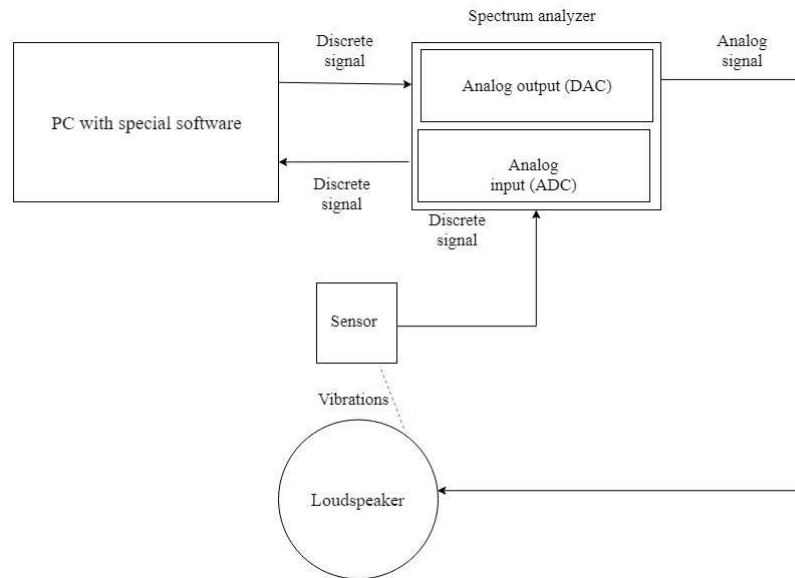 Spectrum analyzer
Discrete
signal
Analog
signal
PC with special software
Analog output (DAC)
Analog
input (ADC)
Discrete
signal
Discrete
signal
Sensor
Vibrations
Loudspeaker